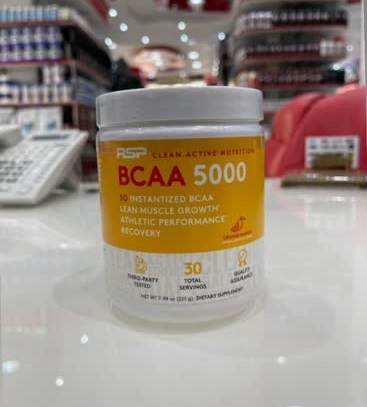 RSP CLEAN ACTIVE NUTRITION
BCAA 5000
5G INSTANTIZED BCAA
LEAN MUSCLE GROWTH
ATHLETIC PERFORMANCE
RECOVERY
THIRD-PARTY
TESTED
30
TOTAL
SERVINGS
QUALITY
ASSURANCE
DIETARY SUPPLEMENT